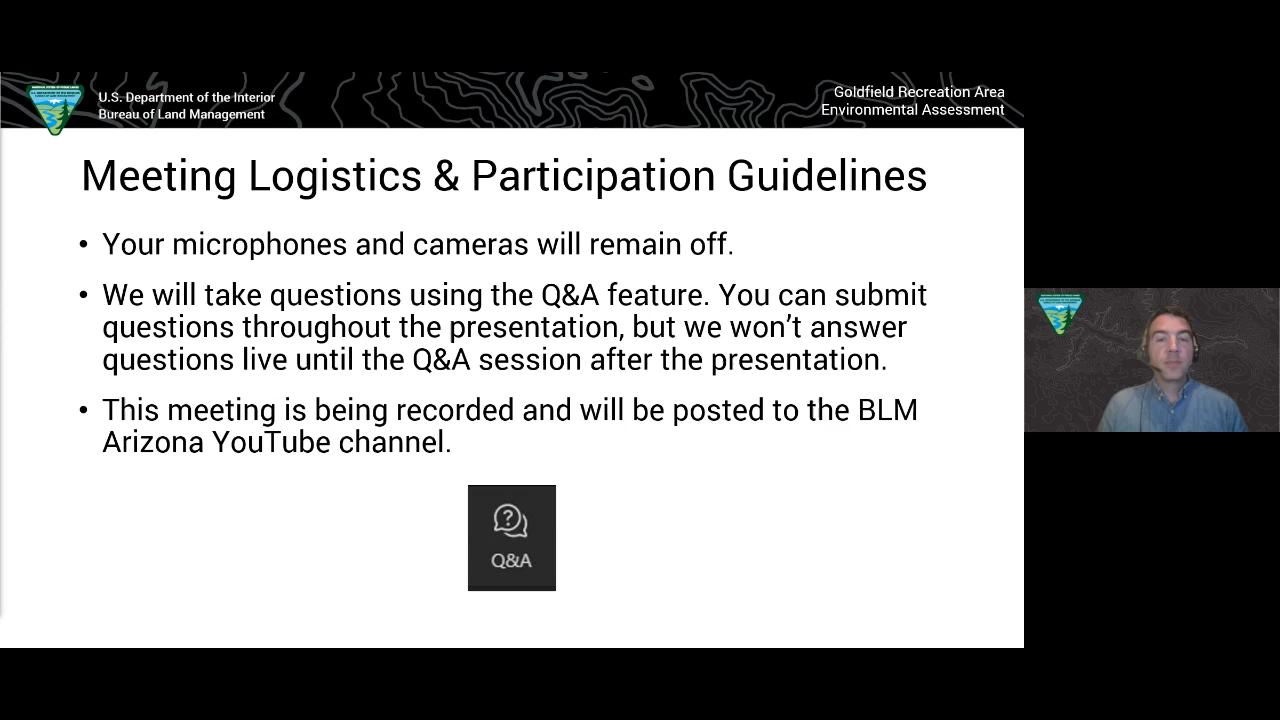 U.S. Department of the Interior
Bureau of Land Management
Goldfield Recreation Area
Environmental Assessment
Meeting Logistics & Participation Guidelines
• Your microphones and cameras will remain off.
• We will take questions using the Q&A feature. You can submit
questions throughout the presentation, but we won’t answer
questions live until the Q&A session after the presentation.
• This meeting is being recorded and will be posted to the BLM
Arizona YouTube channel.
Q&A